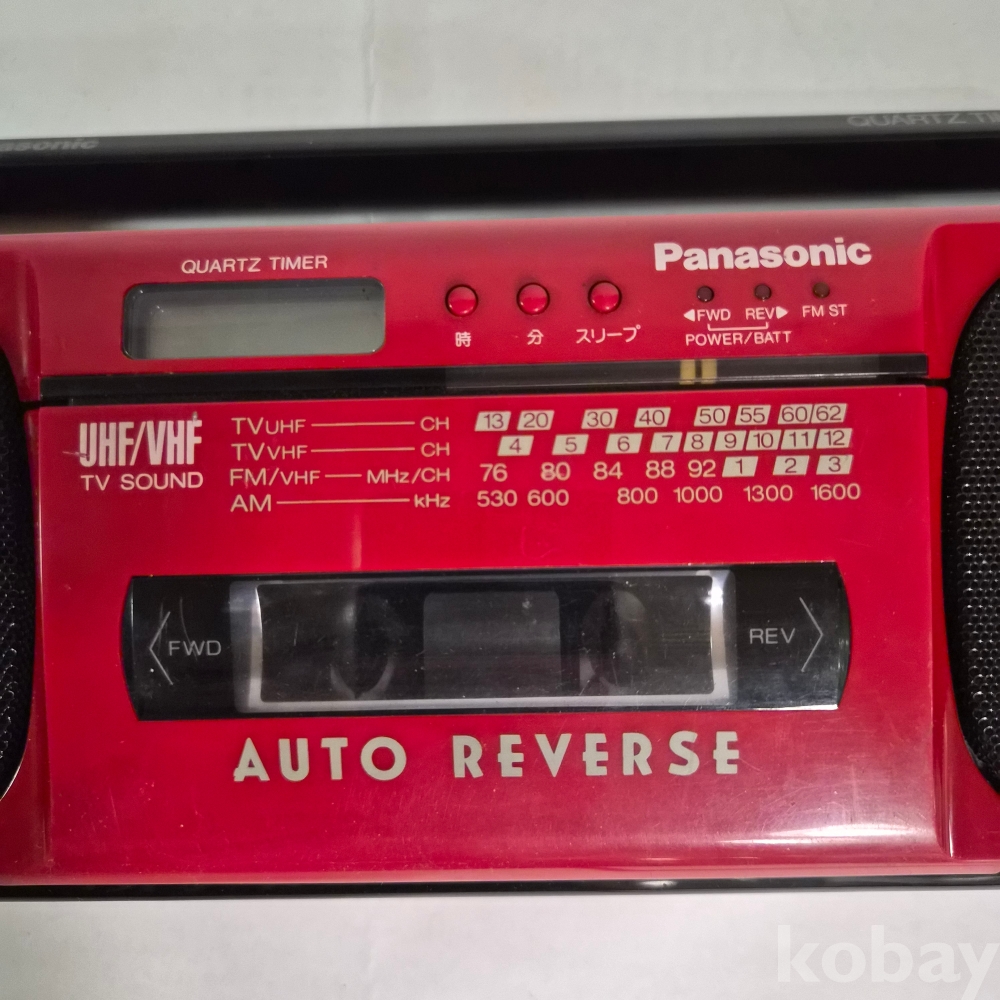 Panasonic
QUARTZ TIMER
QUARTZ TIMER
Panasonic
◀FWD REV▶ FM ST
POWER/BATT
時 分 スリープ
UHF/VHF
TV SOUND
TV UHF CH 13 20 30 40 50 55 60/62
TV VHF CH 4 5 6 7 8 9 10 11 12
FM/VHF MHz/CH 76 80 84 88 92 1 2 3
AM kHz 530 600 800 1000 1300 1600
FWD
REV
AUTO REVERSE
kobay